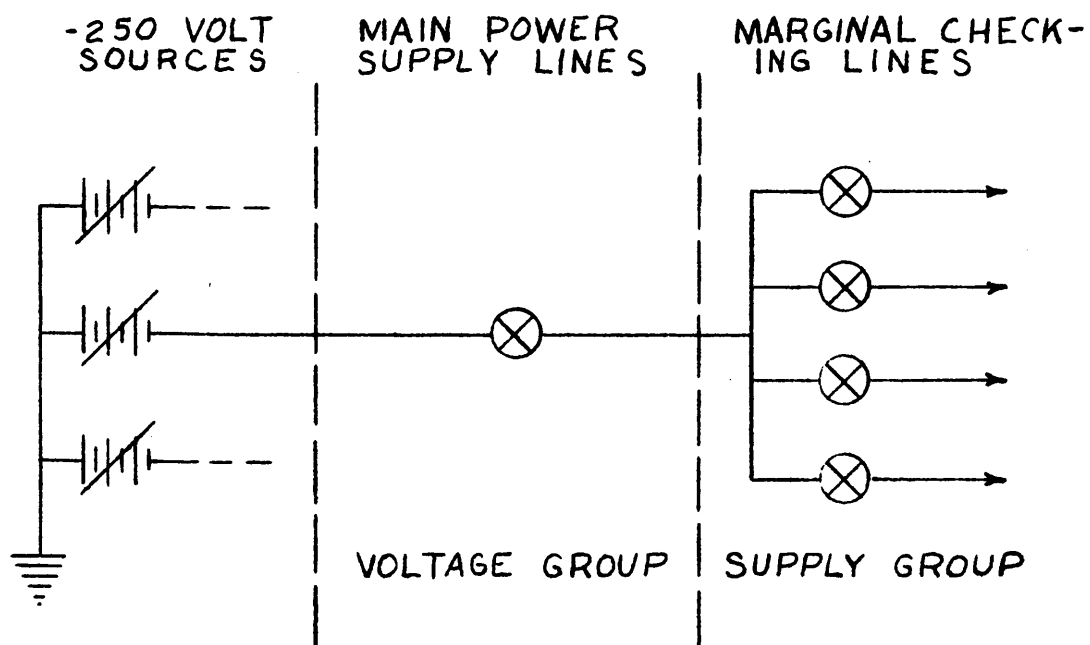 -250 VOLT
SOURCES
MAIN POWER
SUPPLY LINES
MARGINAL CHECK-
ING LINES
VOLTAGE GROUP
SUPPLY GROUP